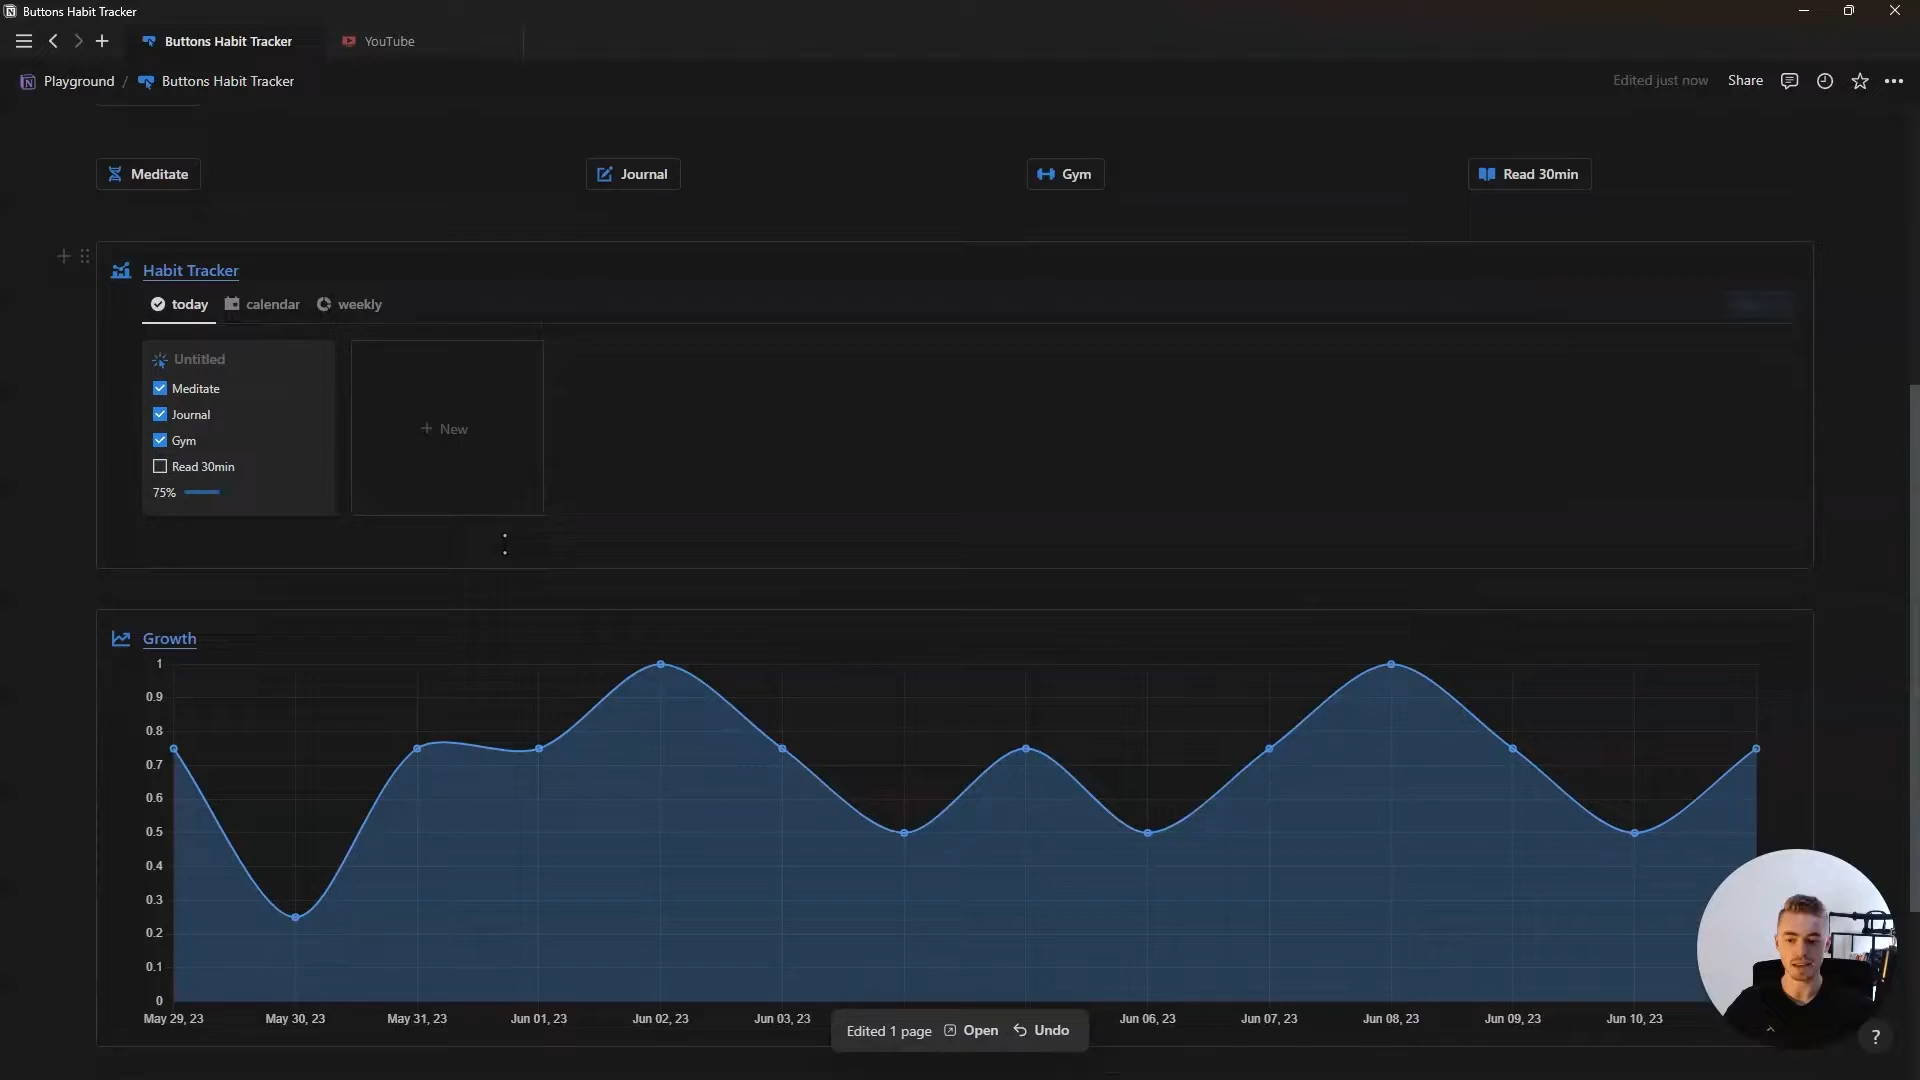 Buttons Habit Tracker
Buttons Habit Tracker
YouTube
Playground / Buttons Habit Tracker
Edited just now
Share
Meditate
Journal
Gym
Read 30min
Habit Tracker
today
calendar
weekly
Untitled
Meditate
Journal
Gym
Read 30min
75%
+ New
Growth
1
0.9
0.8
0.7
0.6
0.5
0.4
0.3
0.2
0.1
0
May 29, 23
May 30, 23
May 31, 23
Jun 01, 23
Jun 02, 23
Jun 03, 23
Jun 06, 23
Jun 07, 23
Jun 08, 23
Jun 09, 23
Jun 10, 23
Edited 1 page
Open
Undo
?